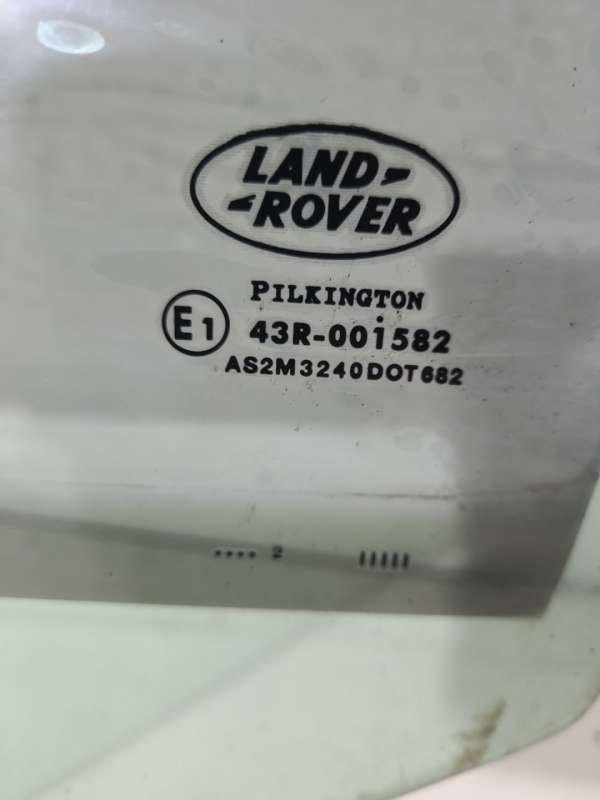 LAND
ROVER
PILKINGTON
E1
43R-001582
AS2M3240DOT682
.... 2 |||||